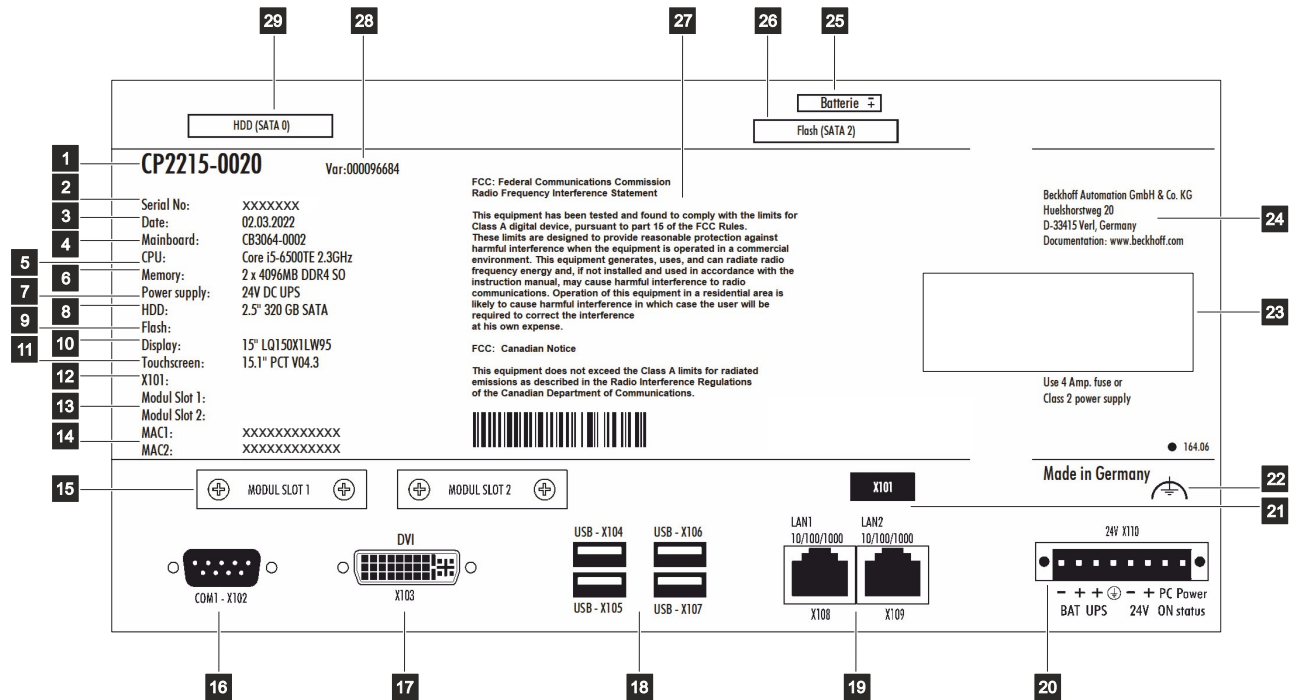 29
28
27
26
25
Batterie
HDD (SATA 0)
Flash (SATA 2)
1
2
3
4
5
6
7
8
9
10
11
12
13
14
15
CP2215-0020
Var:000096684
Serial No: XXXXXXX
Date: 02.03.2022
Mainboard: CB3064-0002
CPU: Core i5-6500TE 2.3GHz
Memory: 2 x 4096MB DDR4 SO
Power supply: 24V DC UPS
HDD: 2.5" 320 GB SATA
Flash:
Display: 15" LQ150X1LW95
Touchscreen: 15.1" PCT V04.3
X101:
Modul Slot 1:
Modul Slot 2:
MAC1: XXXXXXXXXXXX
MAC2: XXXXXXXXXXXX
FCC: Federal Communications Commission
Radio Frequency Interference Statement
This equipment has been tested and found to comply with the limits for
Class A digital device, pursuant to part 15 of the FCC Rules.
These limits are designed to provide reasonable protection against
harmful interference when the equipment is operated in a commercial
environment. This equipment generates, uses, and can radiate radio
frequency energy and, if not installed and used in accordance with the
instruction manual, may cause harmful interference to radio
communications. Operation of this equipment in a residential area is
likely to cause harmful interference in which case the user will be
required to correct the interference
at his own expense.
FCC: Canadian Notice
This equipment does not exceed the Class A limits for radiated
emissions as described in the Radio Interference Regulations
of the Canadian Department of Communications.
Beckhoff Automation GmbH & Co. KG
Huelshorstweg 20
D-33415 Verl, Germany
Documentation: www.beckhoff.com
24
23
Use 4 Amp. fuse or
Class 2 power supply
164.06
Made in Germany
22
21
MODUL SLOT 1
MODUL SLOT 2
X101
COM1 - X102
DVI
X103
USB - X104
USB - X106
USB - X105
USB - X107
LAN1
10/100/1000
LAN2
10/100/1000
X108
X109
24V X110
− + + − + PC Power
BAT UPS 24V ON status
16
17
18
19
20